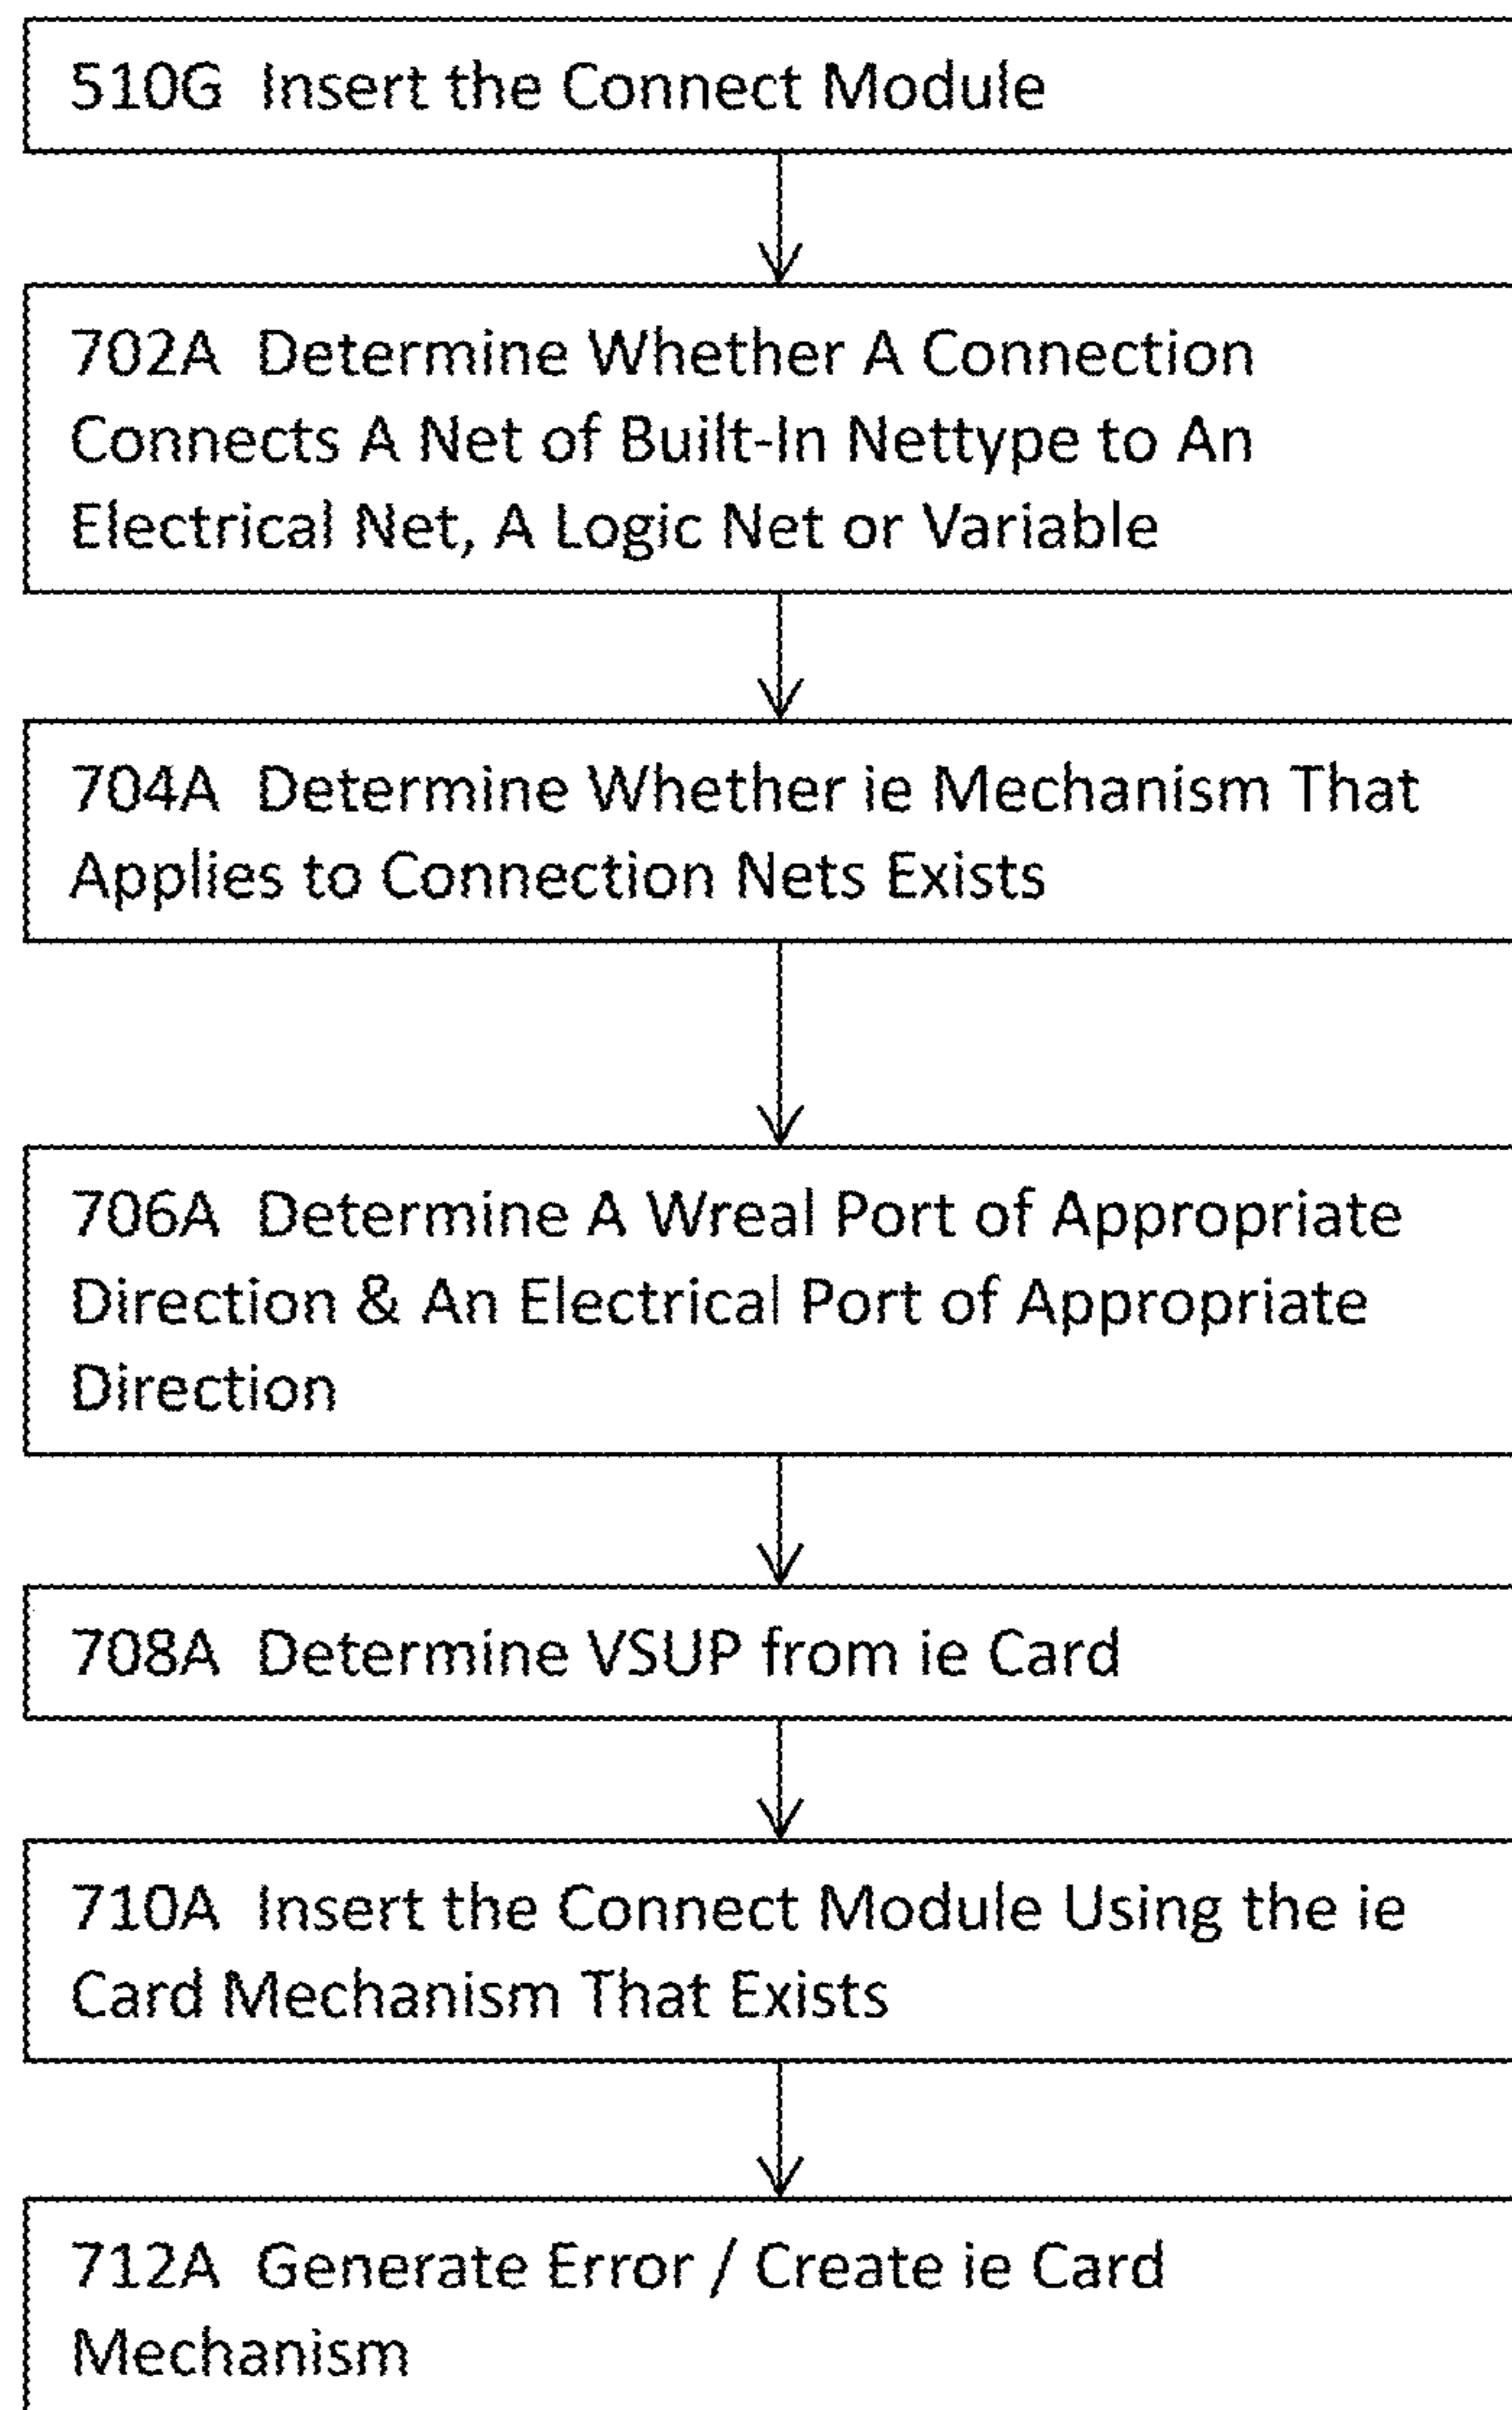 510G Insert the Connect Module
702A Determine Whether A Connection
Connects A Net of Built-In Nettype to An
Electrical Net, A Logic Net or Variable
704A Determine Whether ie Mechanism That
Applies to Connection Nets Exists
706A Determine A Wreal Port of Appropriate
Direction & An Electrical Port of Appropriate
Direction
708A Determine VSUP from ie Card
710A Insert the Connect Module Using the ie
Card Mechanism That Exists
712A Generate Error / Create ie Card
Mechanism